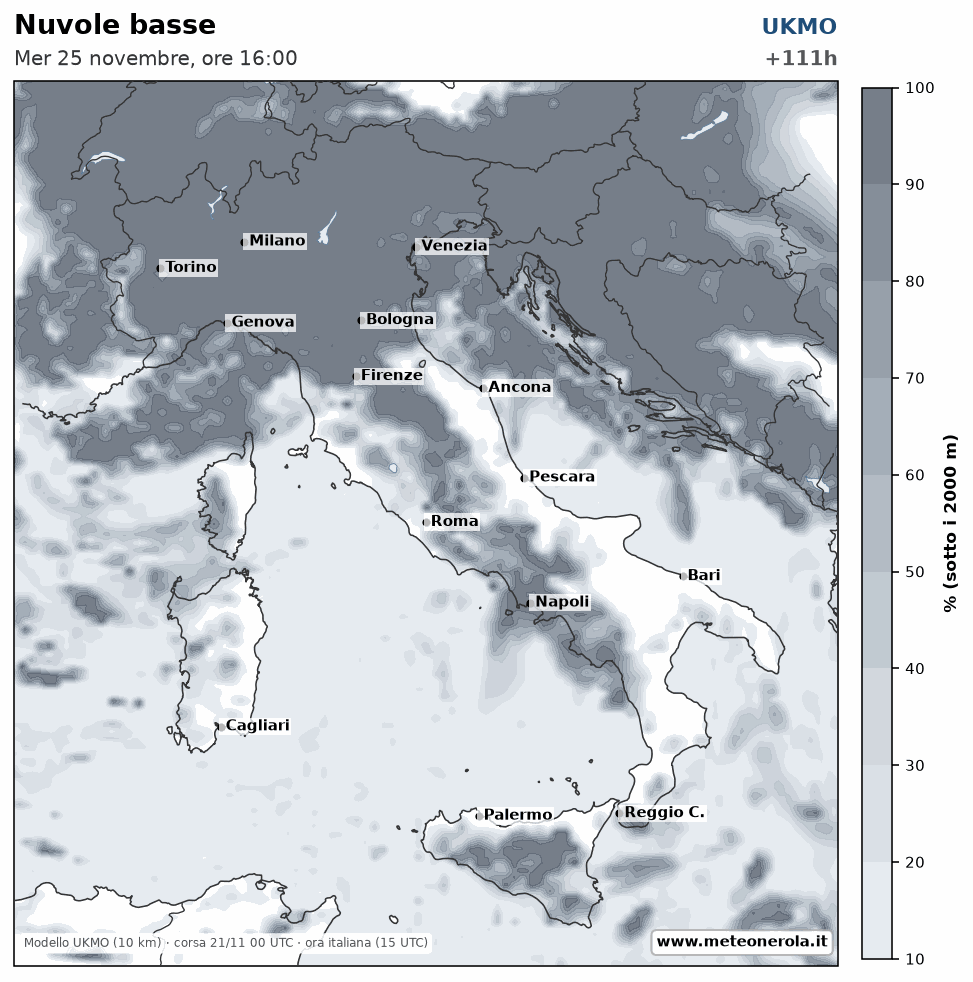 Nuvole basse
UKMO
Mer 25 novembre, ore 16:00
+111h
100
90
80
70
60
50
40
30
20
10
% (sotto i 2000 m)
Milano
Venezia
Torino
Genova
Bologna
Firenze
Ancona
Pescara
Roma
Bari
Napoli
Cagliari
Palermo
Reggio C.
Modello UKMO (10 km) · corsa 21/11 00 UTC · ora italiana (15 UTC)
www.meteonerola.it